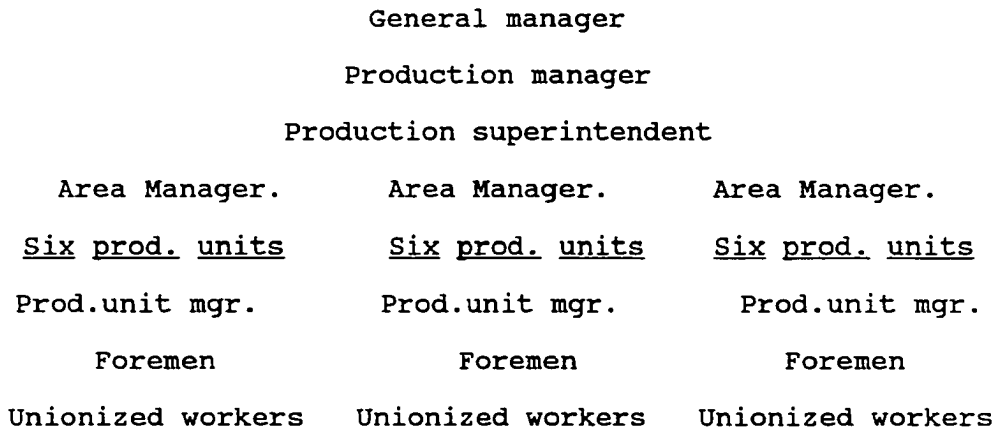 General manager
Production manager
Production superintendent
Area Manager. Area Manager. Area Manager.
Six prod. units Six prod. units Six prod. units
Prod.unit mgr. Prod.unit mgr. Prod.unit mgr.
Foremen Foremen Foremen
Unionized workers Unionized workers Unionized workers